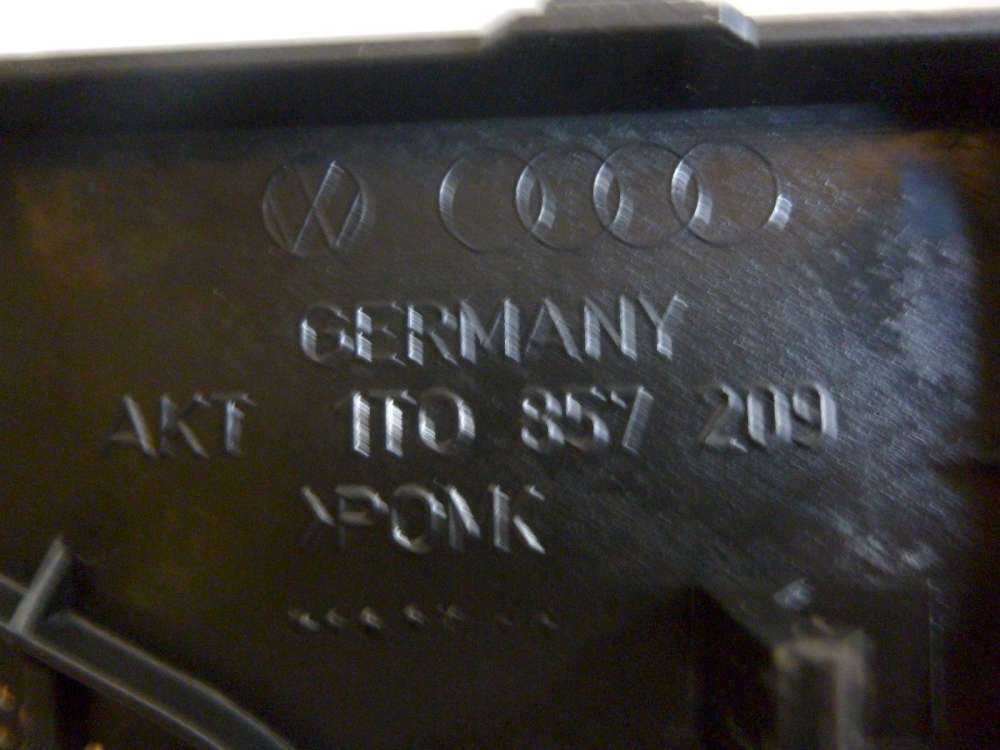 GERMANY
AKT 1T0 857 209
>POM<